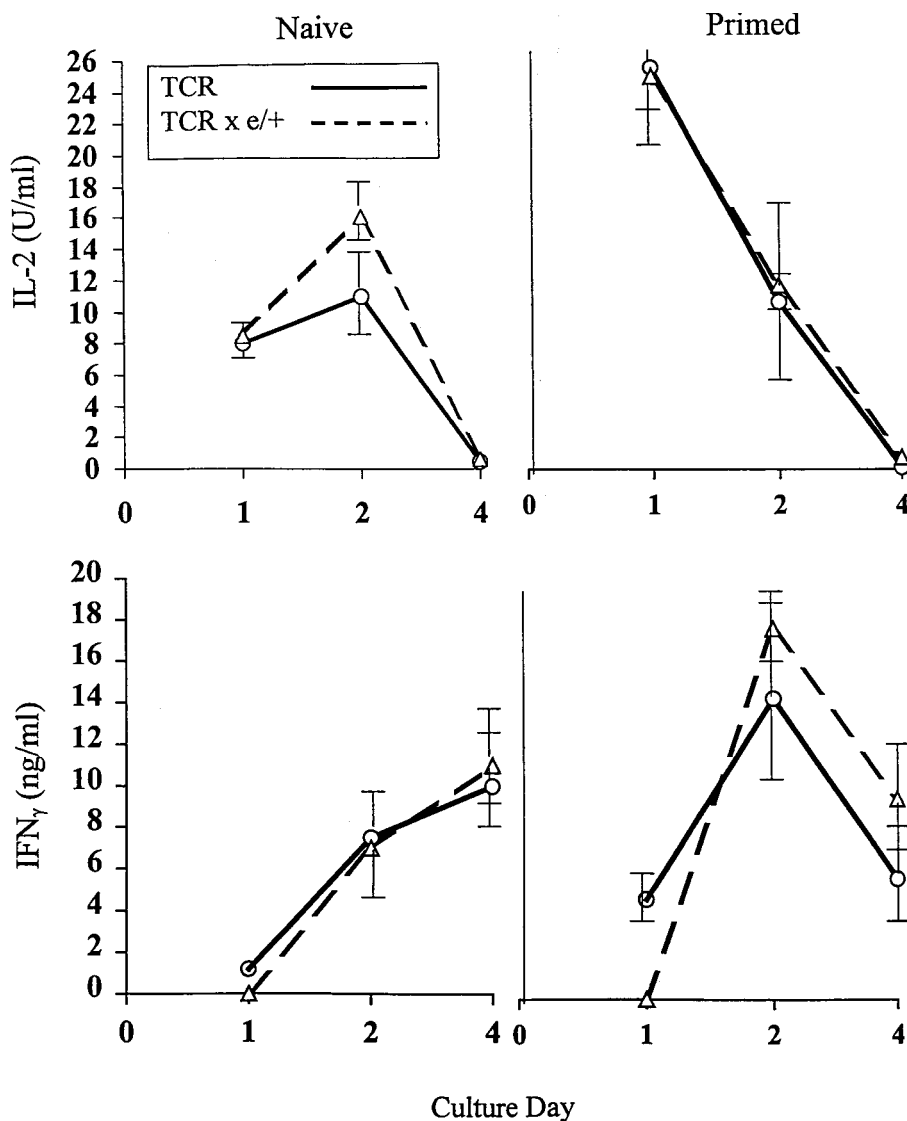 Naive
Primed
TCR
TCR x e/+
IL-2 (U/ml)
26
24
22
20
18
16
14
12
10
8
6
4
2
0
0 1 2 4
0 1 2 4
IFNγ (ng/ml)
20
18
16
14
12
10
8
6
4
2
0
0 1 2 4
0 1 2 4
Culture Day